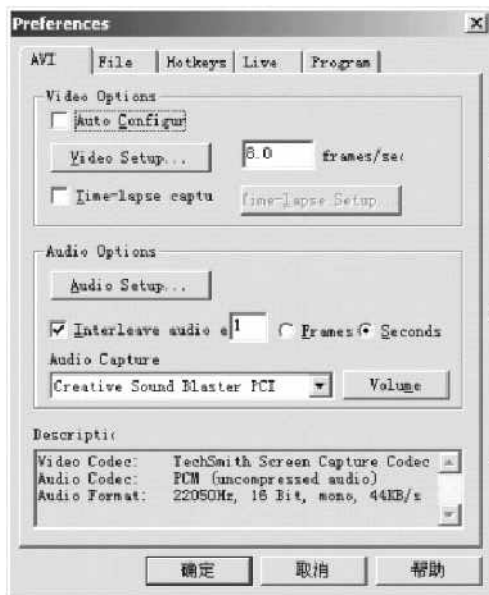 Preferences
AVI File Hotkeys Live Program
Video Options
Auto Configur
Video Setup... 8.0 frames/sec
Time-lapse captu Time-Lapse Setup...
Audio Options
Audio Setup...
Interleave audio e 1 Frames Seconds
Audio Capture
Creative Sound Blaster PCI Volume
Descriptic
Video Codec: TechSmith Screen Capture Codec
Audio Codec: PCM (uncompressed audio)
Audio Format: 22050Hz, 16 Bit, mono, 44KB/s
确定 取消 帮助